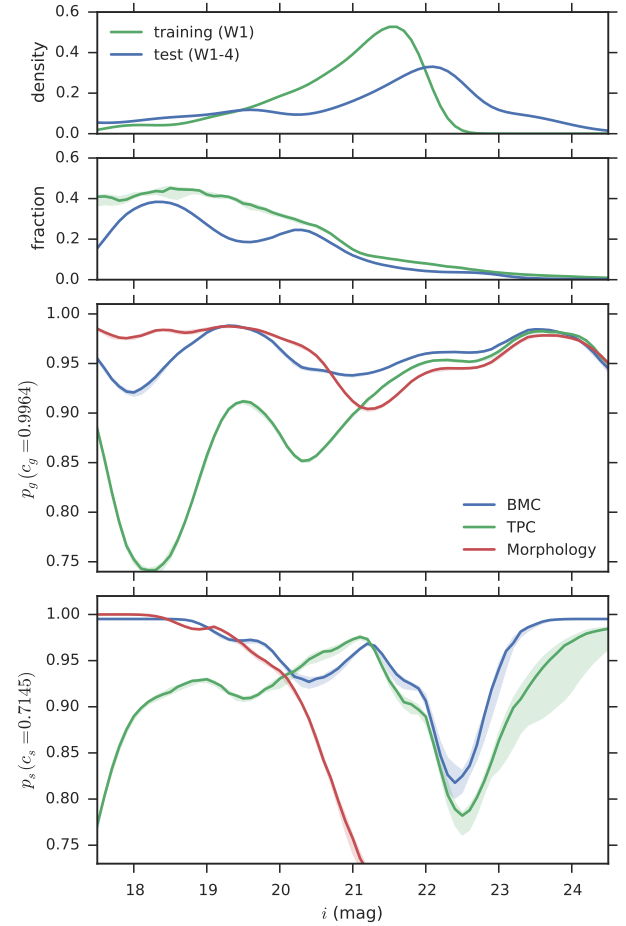 0.6
0.4
0.2
0.0
density
training (W1)
test (W1-4)
0.6
0.4
0.2
0.0
fraction
1.00
0.95
0.90
0.85
0.80
0.75
p_g (c_g = 0.9964)
BMC
TPC
Morphology
1.00
0.95
0.90
0.85
0.80
0.75
p_s (c_s = 0.7145)
18 19 20 21 22 23 24
i (mag)